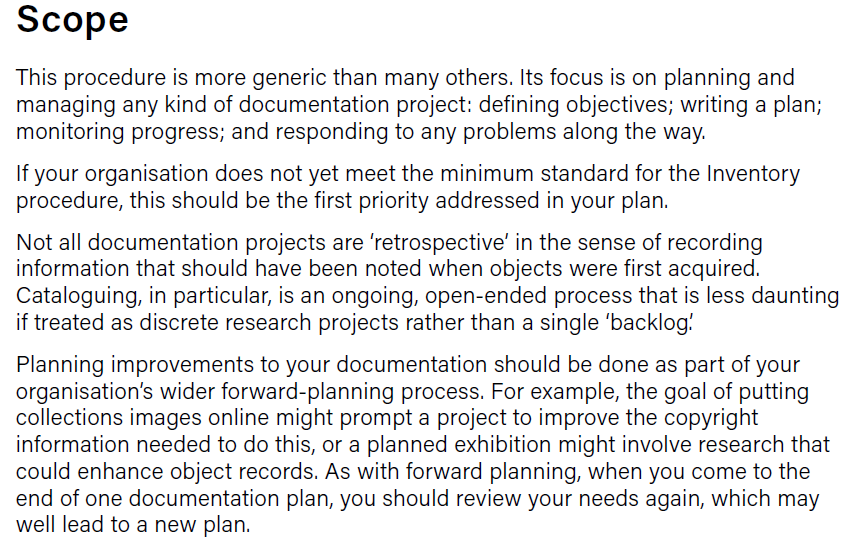 Scope
This procedure is more generic than many others. Its focus is on planning and
managing any kind of documentation project: defining objectives; writing a plan;
monitoring progress; and responding to any problems along the way.
If your organisation does not yet meet the minimum standard for the Inventory
procedure, this should be the first priority addressed in your plan.
Not all documentation projects are ‘retrospective’ in the sense of recording
information that should have been noted when objects were first acquired.
Cataloguing, in particular, is an ongoing, open-ended process that is less daunting
if treated as discrete research projects rather than a single ‘backlog’.
Planning improvements to your documentation should be done as part of your
organisation’s wider forward-planning process. For example, the goal of putting
collections images online might prompt a project to improve the copyright
information needed to do this, or a planned exhibition might involve research that
could enhance object records. As with forward planning, when you come to the
end of one documentation plan, you should review your needs again, which may
well lead to a new plan.